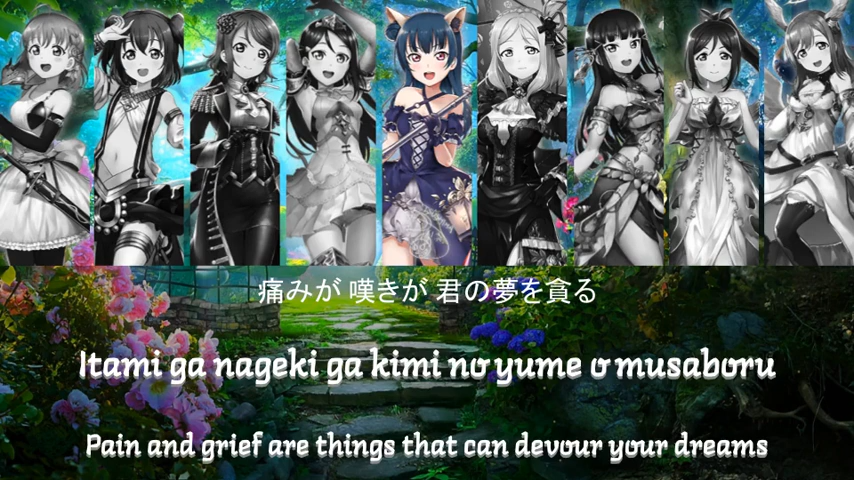 痛みが 嘆きが 君の夢を貪る
Itami ga nageki ga kimi no yume o musaboru
Pain and grief are things that can devour your dreams